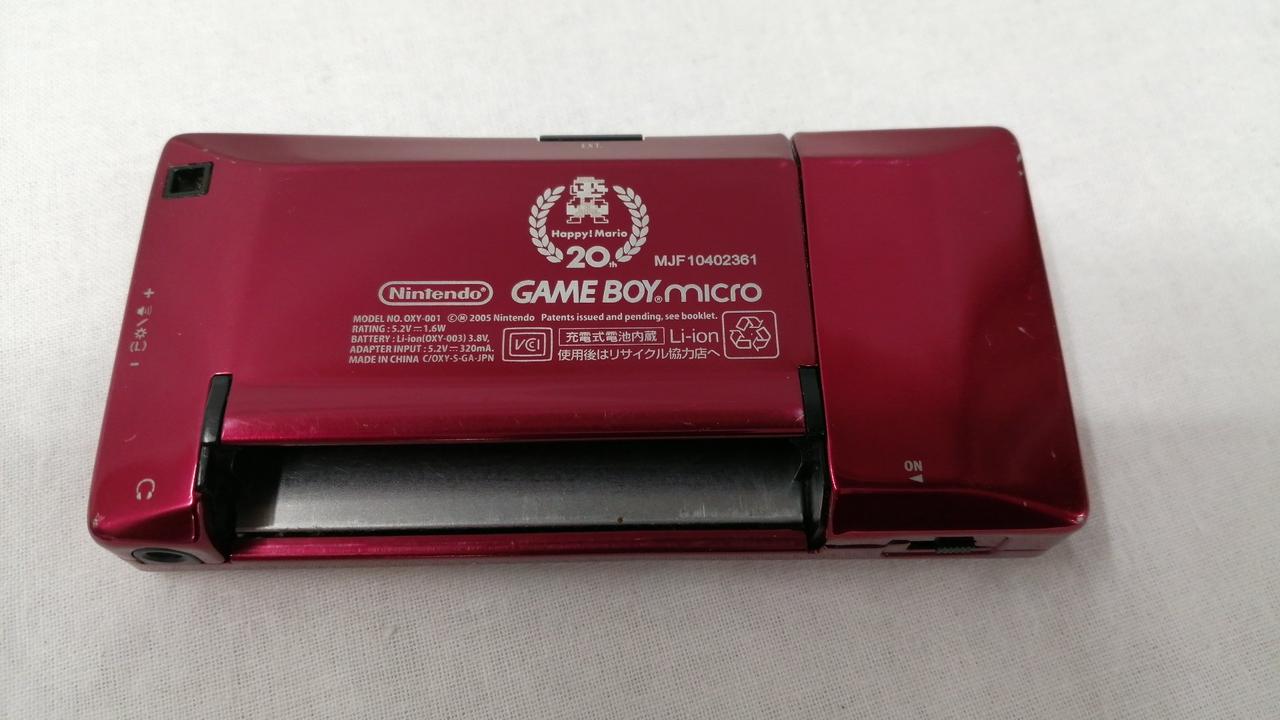 EXT.
Happy! Mario
20th
MJF10402361
Nintendo®
GAME BOY® micro
MODEL NO. OXY-001 ©Ⓜ 2005 Nintendo Patents issued and pending, see booklet.
RATING : 5.2V⎓1.6W
BATTERY : Li-ion(OXY-003) 3.8V,
ADAPTER INPUT : 5.2V⎓320mA.
MADE IN CHINA C/OXY-S-GA-JPN
VCI
充電式電池内蔵 Li-ion
使用後はリサイクル協力店へ
ON